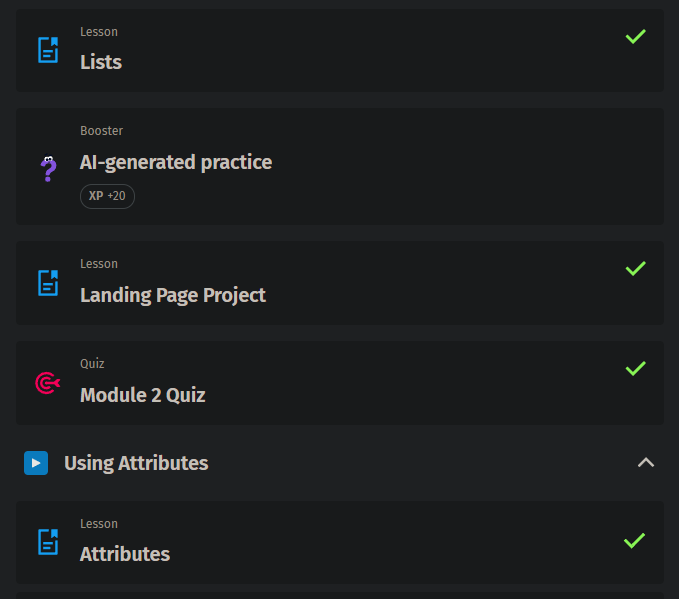 Lesson
Lists
Booster
AI-generated practice
XP +20
Lesson
Landing Page Project
Quiz
Module 2 Quiz
Using Attributes
Lesson
Attributes